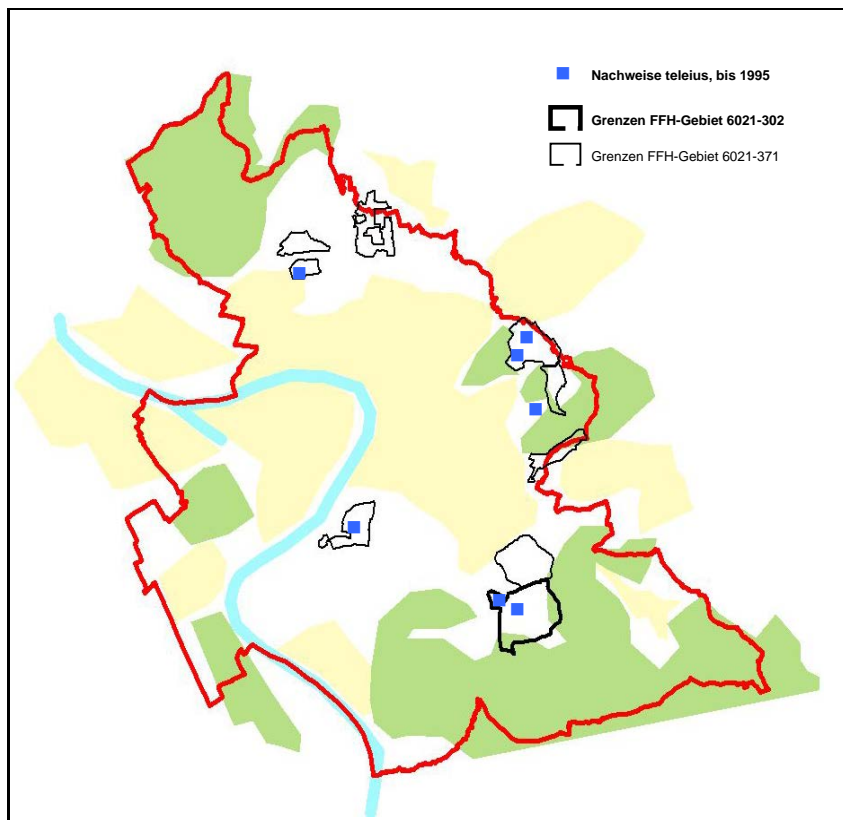 Nachweise teleius, bis 1995
Grenzen FFH-Gebiet 6021-302
Grenzen FFH-Gebiet 6021-371